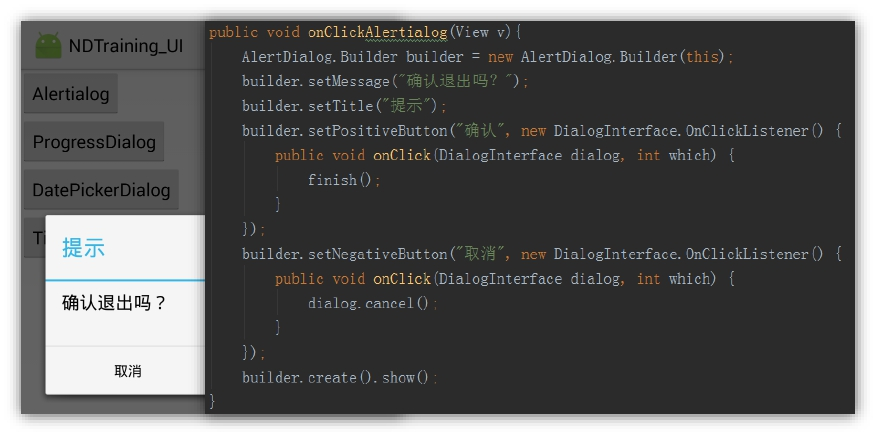 NDTraining_UI
Alertialog
ProgressDialog
DatePickerDialog
Ti
提示
确认退出吗？
取消
public void onClickAlertialog(View v){
    AlertDialog.Builder builder = new AlertDialog.Builder(this);
    builder.setMessage("确认退出吗？");
    builder.setTitle("提示");
    builder.setPositiveButton("确认", new DialogInterface.OnClickListener() {
        public void onClick(DialogInterface dialog, int which) {
            finish();
        }
    });
    builder.setNegativeButton("取消", new DialogInterface.OnClickListener() {
        public void onClick(DialogInterface dialog, int which) {
            dialog.cancel();
        }
    });
    builder.create().show();
}